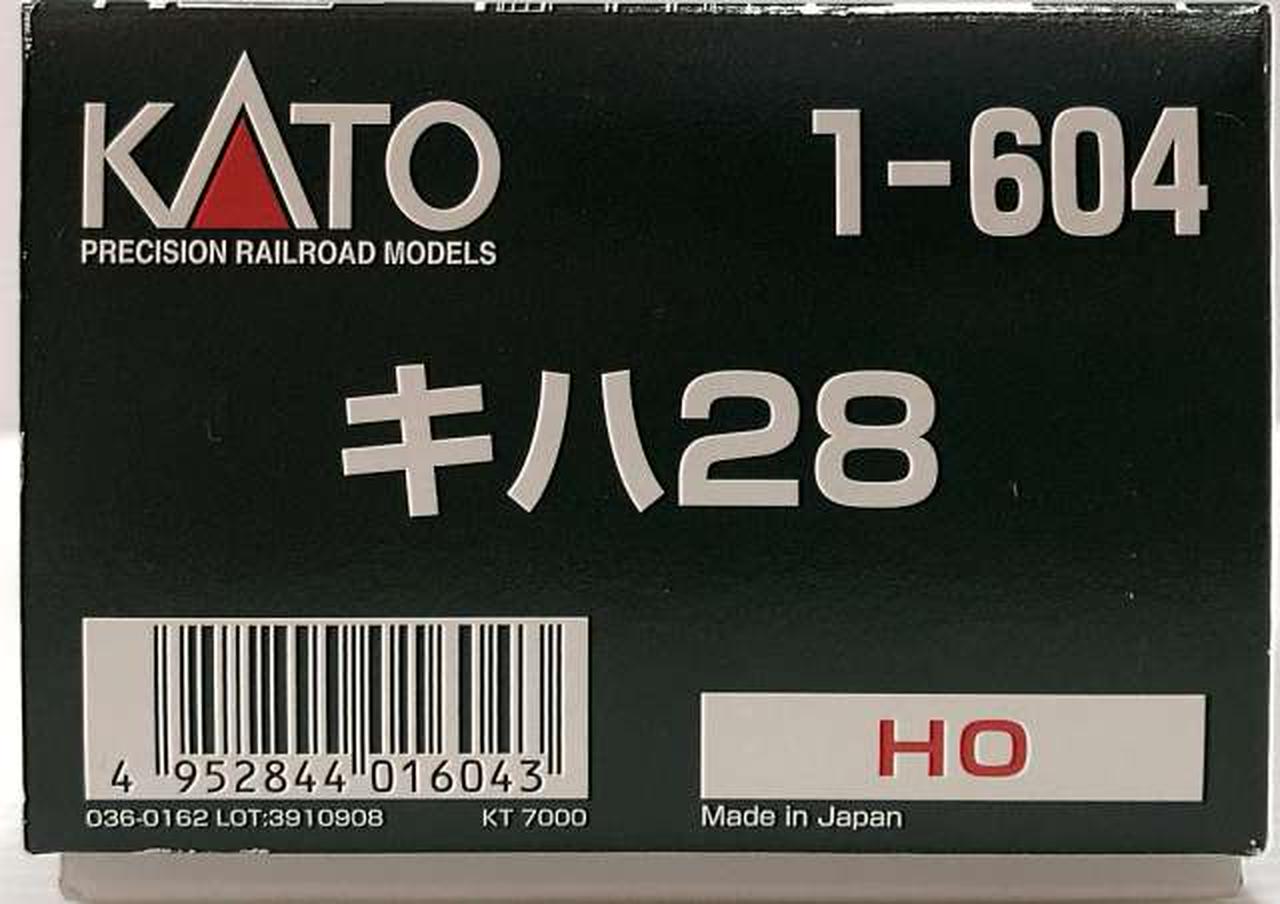 KATO
PRECISION RAILROAD MODELS
1-604
キハ28
4 952844 016043
036-0162 LOT:3910908 KT 7000
HO
Made in Japan